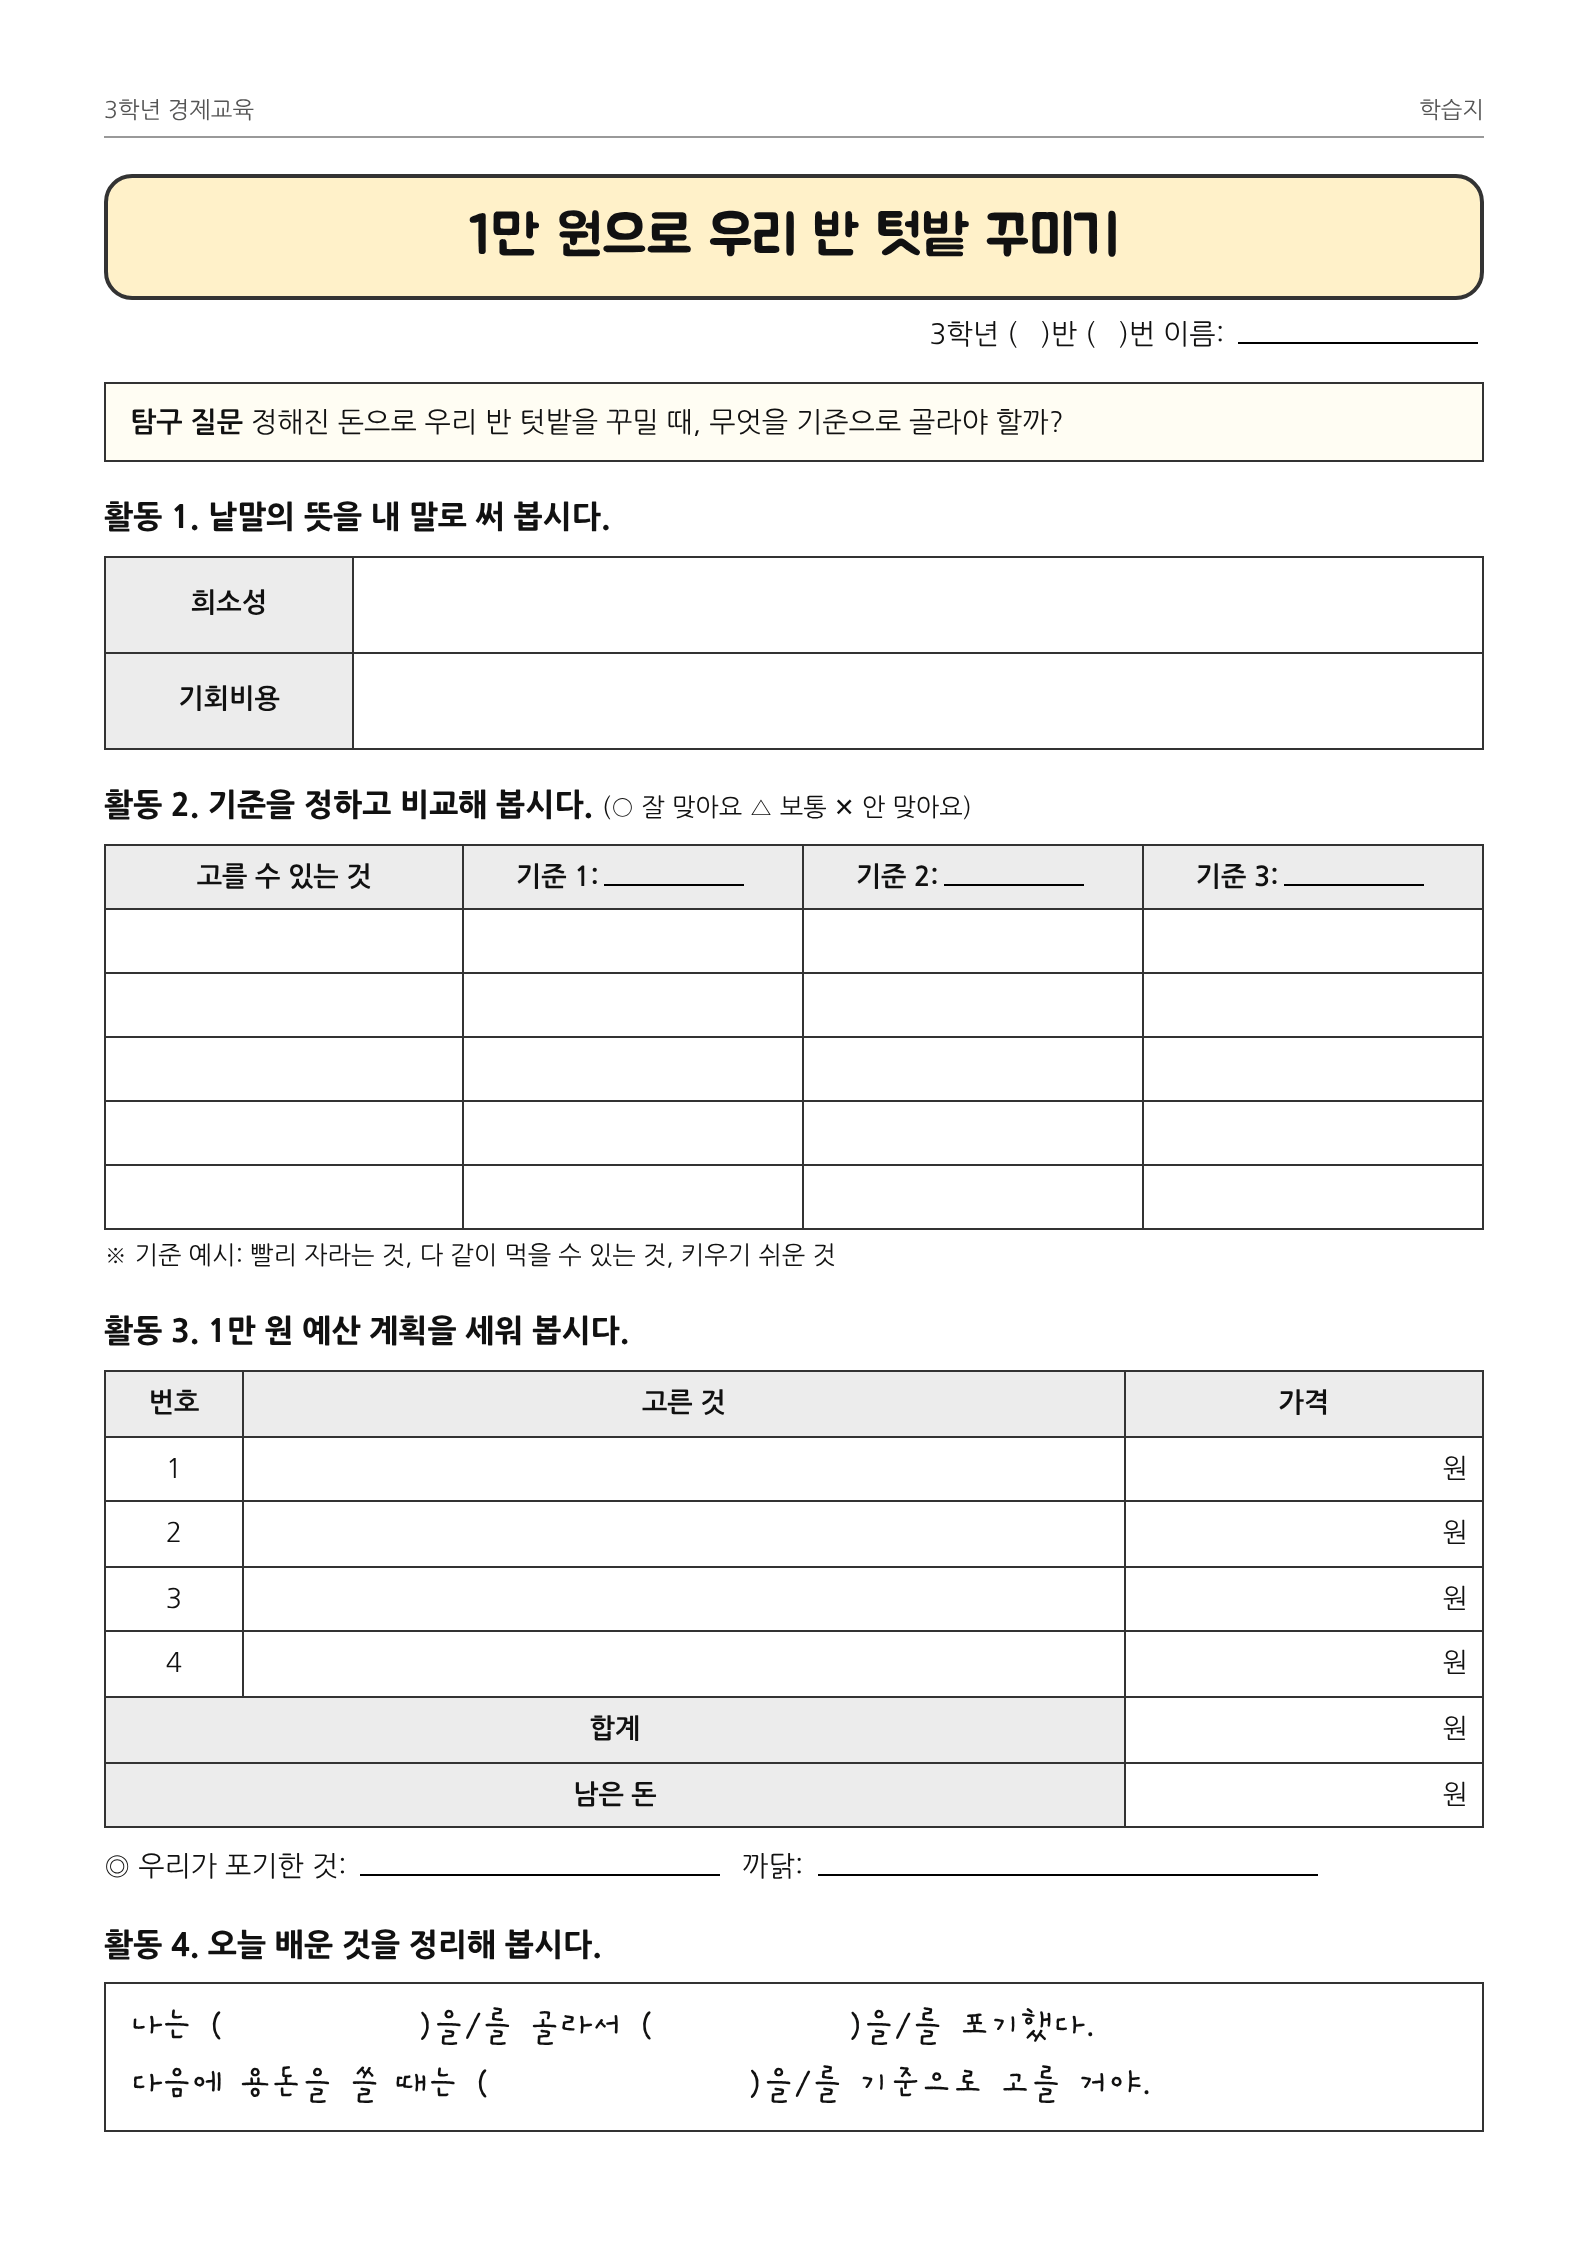 3학년 경제교육 학습지
1만 원으로 우리 반 텃밭 꾸미기
3학년 ( )반 ( )번 이름:
탐구 질문 정해진 돈으로 우리 반 텃밭을 꾸밀 때, 무엇을 기준으로 골라야 할까?
활동 1. 낱말의 뜻을 내 말로 써 봅시다.
희소성
기회비용
활동 2. 기준을 정하고 비교해 봅시다. (○ 잘 맞아요 △ 보통 ✕ 안 맞아요)
고를 수 있는 것 기준 1: 기준 2: 기준 3:
※ 기준 예시: 빨리 자라는 것, 다 같이 먹을 수 있는 것, 키우기 쉬운 것
활동 3. 1만 원 예산 계획을 세워 봅시다.
번호 고른 것 가격
1 원
2 원
3 원
4 원
합계 원
남은 돈 원
◎ 우리가 포기한 것: 까닭:
활동 4. 오늘 배운 것을 정리해 봅시다.
나는 ( )을/를 골라서 ( )을/를 포기했다.
다음에 용돈을 쓸 때는 ( )을/를 기준으로 고를 거야.